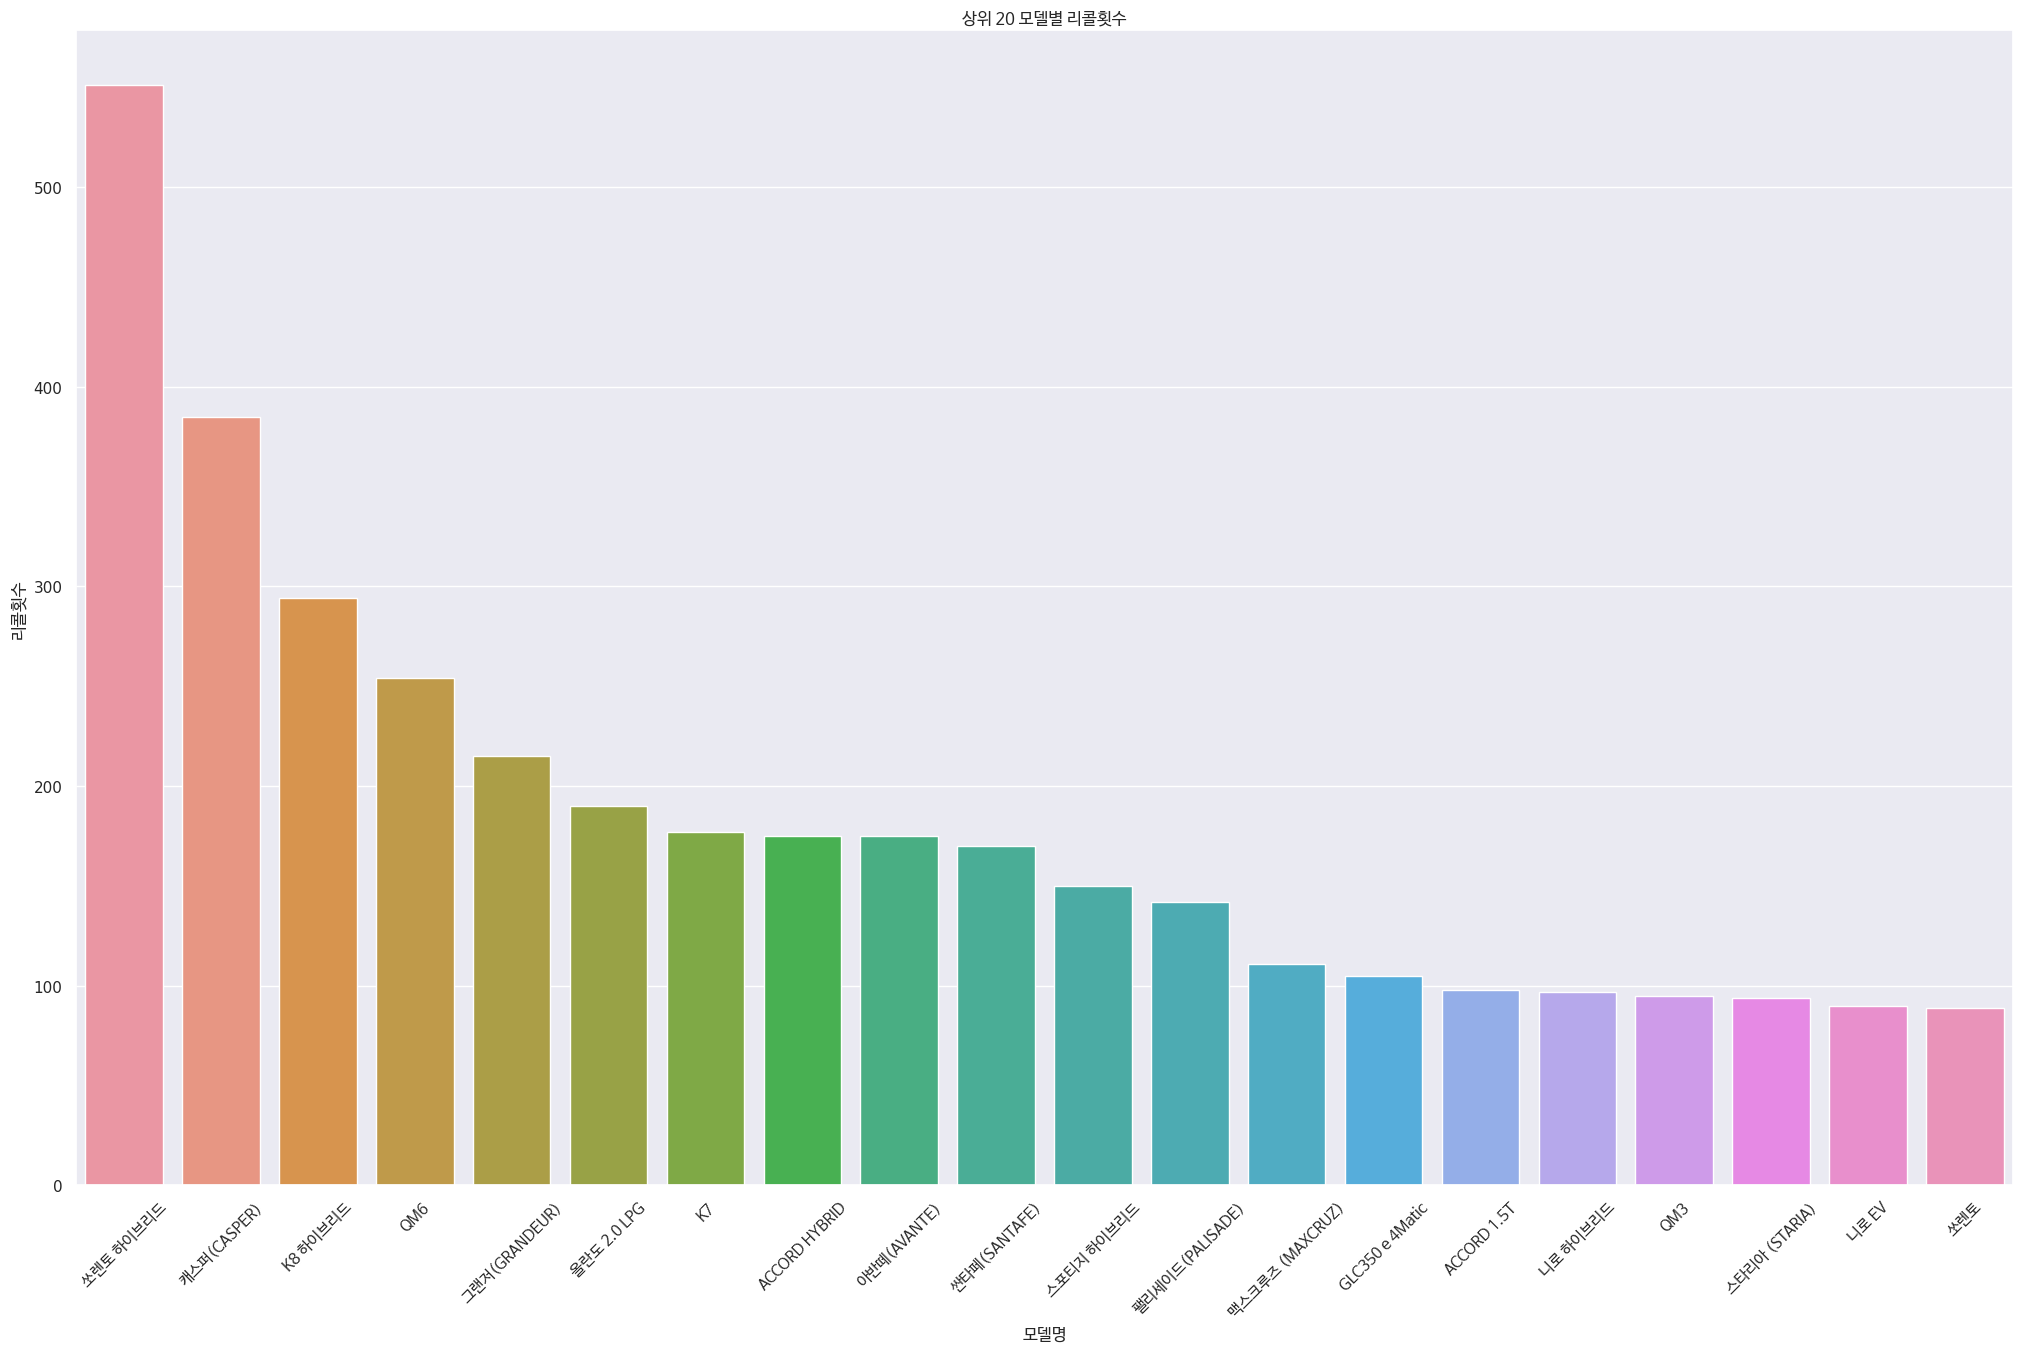 상위 20 모델별 리콜횟수
리콜횟수
500
400
300
200
100
0
쏘렌토 하이브리드
캐스퍼(CASPER)
K8 하이브리드
QM6
그랜저(GRANDEUR)
올란도 2.0 LPG
K7
ACCORD HYBRID
아반떼(AVANTE)
싼타페(SANTAFE)
스포티지 하이브리드
팰리세이드(PALISADE)
맥스크루즈 (MAXCRUZ)
GLC350 e 4Matic
ACCORD 1.5T
니로 하이브리드
QM3
스타리아 (STARIA)
니로 EV
쏘렌토
모델명